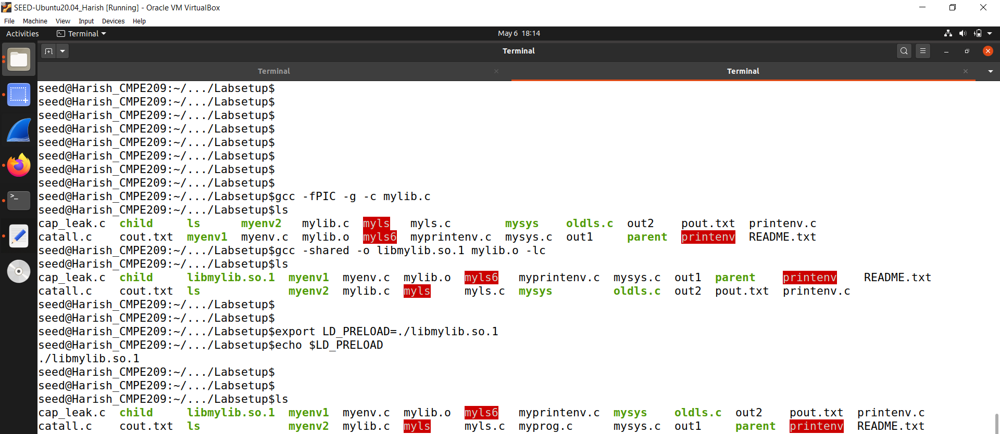 SEED-Ubuntu20.04_Harish [Running] - Oracle VM VirtualBox
File Machine View Input Devices Help
Activities Terminal May 6 18:14
Terminal
Terminal Terminal
seed@Harish_CMPE209:~/.../Labsetup$
seed@Harish_CMPE209:~/.../Labsetup$
seed@Harish_CMPE209:~/.../Labsetup$
seed@Harish_CMPE209:~/.../Labsetup$
seed@Harish_CMPE209:~/.../Labsetup$
seed@Harish_CMPE209:~/.../Labsetup$
seed@Harish_CMPE209:~/.../Labsetup$
seed@Harish_CMPE209:~/.../Labsetup$
seed@Harish_CMPE209:~/.../Labsetup$gcc -fPIC -g -c mylib.c
seed@Harish_CMPE209:~/.../Labsetup$ls
cap_leak.c child ls myenv2 mylib.c myls myls.c mysys oldls.c out2 pout.txt printenv.c
catall.c cout.txt myenv1 myenv.c mylib.o myls6 myprintenv.c mysys.c out1 parent printenv README.txt
seed@Harish_CMPE209:~/.../Labsetup$gcc -shared -o libmylib.so.1 mylib.o -lc
seed@Harish_CMPE209:~/.../Labsetup$ls
cap_leak.c child libmylib.so.1 myenv1 myenv.c mylib.o myls6 myprintenv.c mysys.c out1 parent printenv README.txt
catall.c cout.txt ls myenv2 mylib.c myls myls.c mysys oldls.c out2 pout.txt printenv.c
seed@Harish_CMPE209:~/.../Labsetup$
seed@Harish_CMPE209:~/.../Labsetup$
seed@Harish_CMPE209:~/.../Labsetup$export LD_PRELOAD=./libmylib.so.1
seed@Harish_CMPE209:~/.../Labsetup$echo $LD_PRELOAD
./libmylib.so.1
seed@Harish_CMPE209:~/.../Labsetup$
seed@Harish_CMPE209:~/.../Labsetup$
seed@Harish_CMPE209:~/.../Labsetup$ls
cap_leak.c child libmylib.so.1 myenv1 myenv.c mylib.o myls6 myprintenv.c mysys oldls.c out2 pout.txt printenv.c
catall.c cout.txt ls myenv2 mylib.c myls myls.c myprog.c mysys.c out1 parent printenv README.txt